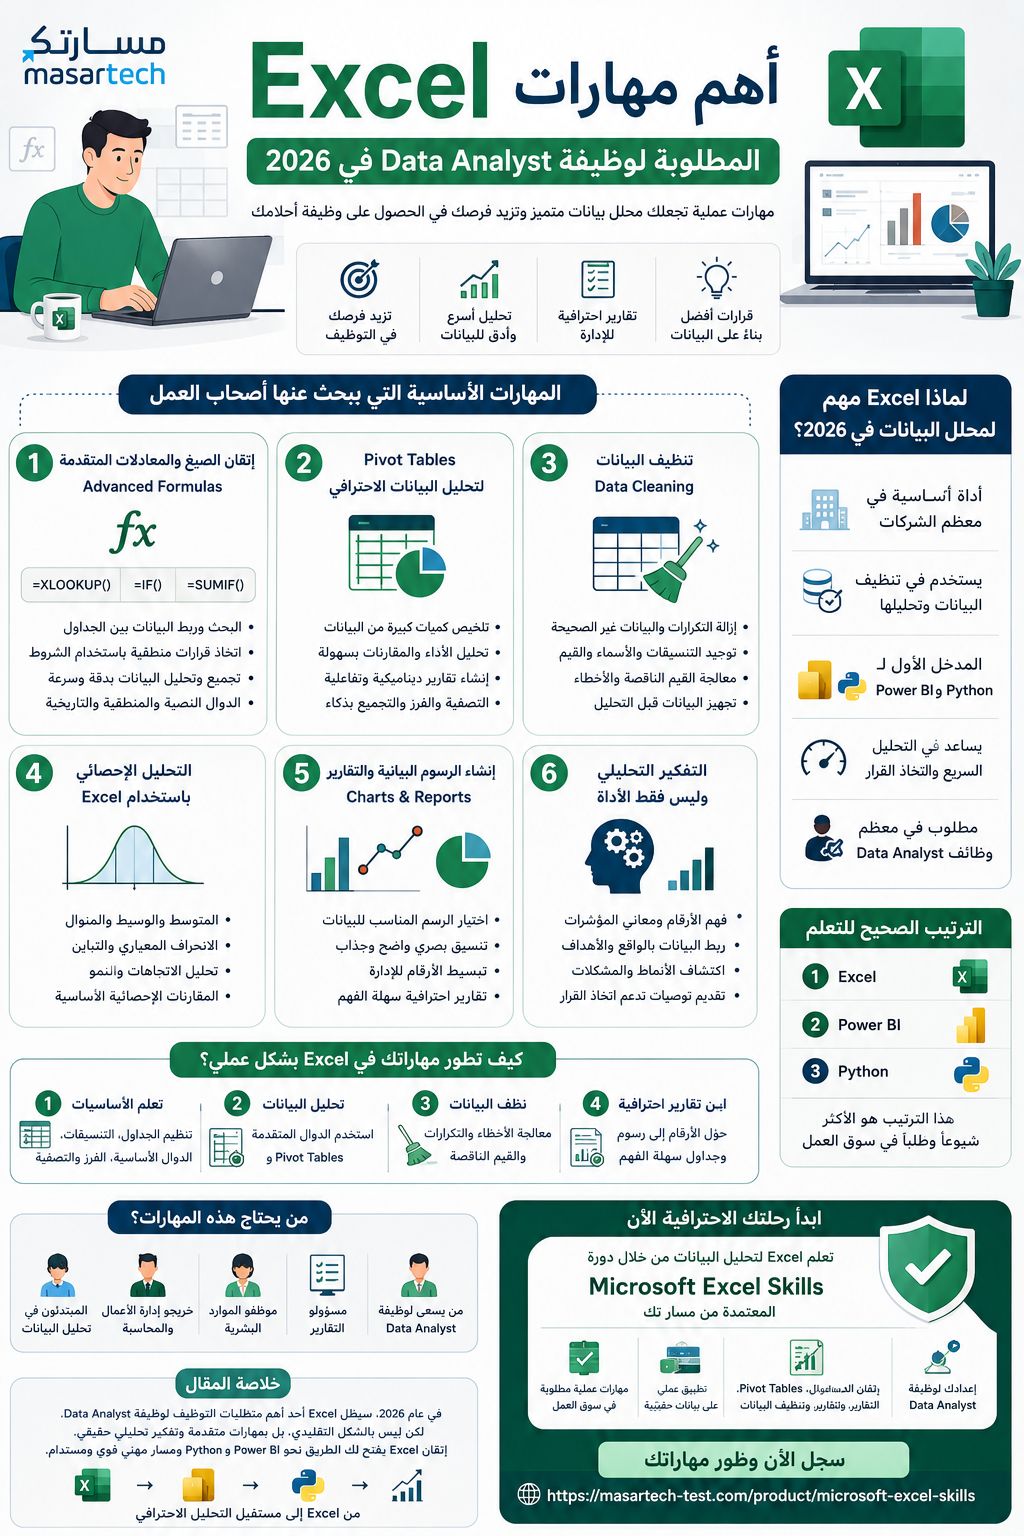 مسارتك
masartech
أهم مهارات Excel
المطلوبة لوظيفة Data Analyst في 2026
مهارات عملية تجعلك محلل بيانات متميز وتزيد فرصك في الحصول على وظيفة أحلامك
fx
X
X
قرارات أفضل
بناءً على البيانات
تقارير احترافية
للإدارة
تحليل أسرع
وأدق للبيانات
تزيد فرصك
في التوظيف
المهارات الأساسية التي يبحث عنها أصحاب العمل
1
إتقان الصيغ والمعادلات المتقدمة
Advanced Formulas
fx
=XLOOKUP() =IF() =SUMIF()
• البحث وربط البيانات بين الجداول
• اتخاذ قرارات منطقية باستخدام الشروط
• تجميع وتحليل البيانات بدقة وسرعة
• الدوال النصية والمنطقية والتاريخية
2
Pivot Tables
لتحليل البيانات الاحترافي
• تلخيص كميات كبيرة من البيانات
• تحليل الأداء والمقارنات بسهولة
• إنشاء تقارير ديناميكية وتفاعلية
• التصفية والفرز والتجميع بذكاء
3
تنظيف البيانات
Data Cleaning
• إزالة التكرارات والبيانات غير الصحيحة
• توحيد التنسيقات والأسماء والقيم
• معالجة القيم الناقصة والأخطاء
• تجهيز البيانات قبل التحليل
4
التحليل الإحصائي
باستخدام Excel
• المتوسط والوسيط والمنوال
• الانحراف المعياري والتباين
• تحليل الاتجاهات والنمو
• المقارنات الإحصائية الأساسية
5
إنشاء الرسوم البيانية والتقارير
Charts & Reports
• اختيار الرسم المناسب للبيانات
• تنسيق بصري واضح وجذاب
• تبسيط الأرقام للإدارة
• تقارير احترافية سهلة الفهم
6
التفكير التحليلي
وليس فقط الأداة
• فهم الأرقام ومعاني المؤشرات
• ربط البيانات بالواقع والأهداف
• اكتشاف الأنماط والمشكلات
• تقديم توصيات تدعم اتخاذ القرار
لماذا Excel مهم
لمحلل البيانات في 2026؟
أداة أساسية في
معظم الشركات
يستخدم في تنظيف
البيانات وتحليلها
المدخل الأول لـ
Python و Power BI
يساعد في التحليل
السريع والتخاذ القرار
مطلوب في معظم
وظائف Data Analyst
الترتيب الصحيح للتعلم
1 Excel X
2 Power BI
3 Python
هذا الترتيب هو الأكثر
شيوعاً وطلباً في سوق العمل
كيف تطور مهاراتك في Excel بشكل عملي؟
1 تعلم الأساسيات
تنظيم الجداول، التنسيقات،
الدوال الأساسية، الفرز والتصفية
2 تحليل البيانات
استخدم الدوال المتقدمة
و Pivot Tables
3 نظف البيانات
معالجة الأخطاء والتكرارات
والقيم الناقصة
4 ابن تقارير احترافية
حوّل الأرقام إلى رسوم
وجداول سهلة الفهم
من يحتاج هذه المهارات؟
من يسعى لوظيفة
Data Analyst
مسؤولو
التقارير
موظفو الموارد
البشرية
خريجو إدارة الأعمال
والمحاسبة
المبتدئون في
تحليل البيانات
خلاصة المقال
في عام 2026، سيظل Excel أحد أهم متطلبات التوظيف لوظيفة Data Analyst.
لكن ليس بالشكل التقليدي، بل بمهارات متقدمة وتفكير تحليلي حقيقي.
إتقان Excel يفتح لك الطريق نحو Power BI و Python ومسار مهني قوي ومستدام.
X
من Excel إلى مستقبل التحليل الاحترافي
ابدأ رحلتك الاحترافية الأن
تعلم Excel لتحليل البيانات من خلال دورة
Microsoft Excel Skills
المعتمدة من مسار تك
إعدادك لوظيفة
Data Analyst
Pivot Tables،
التقارير، وتنظيف البيانات
تطبيق عملي
على بيانات حقيقية
مهارات عملية مطلوبة
في سوق العمل
سجل الأن وطور مهاراتك
https://masartech-test.com/product/microsoft-excel-skills